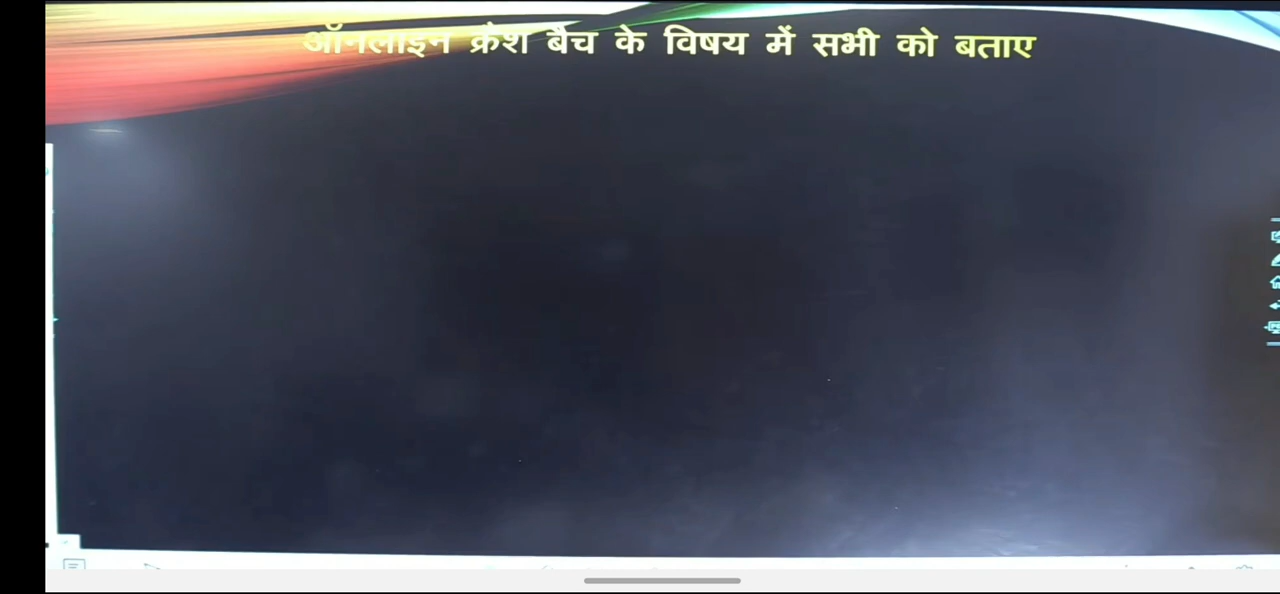 ऑनलाइन क्रैश बैच के विषय में सभी को बताए